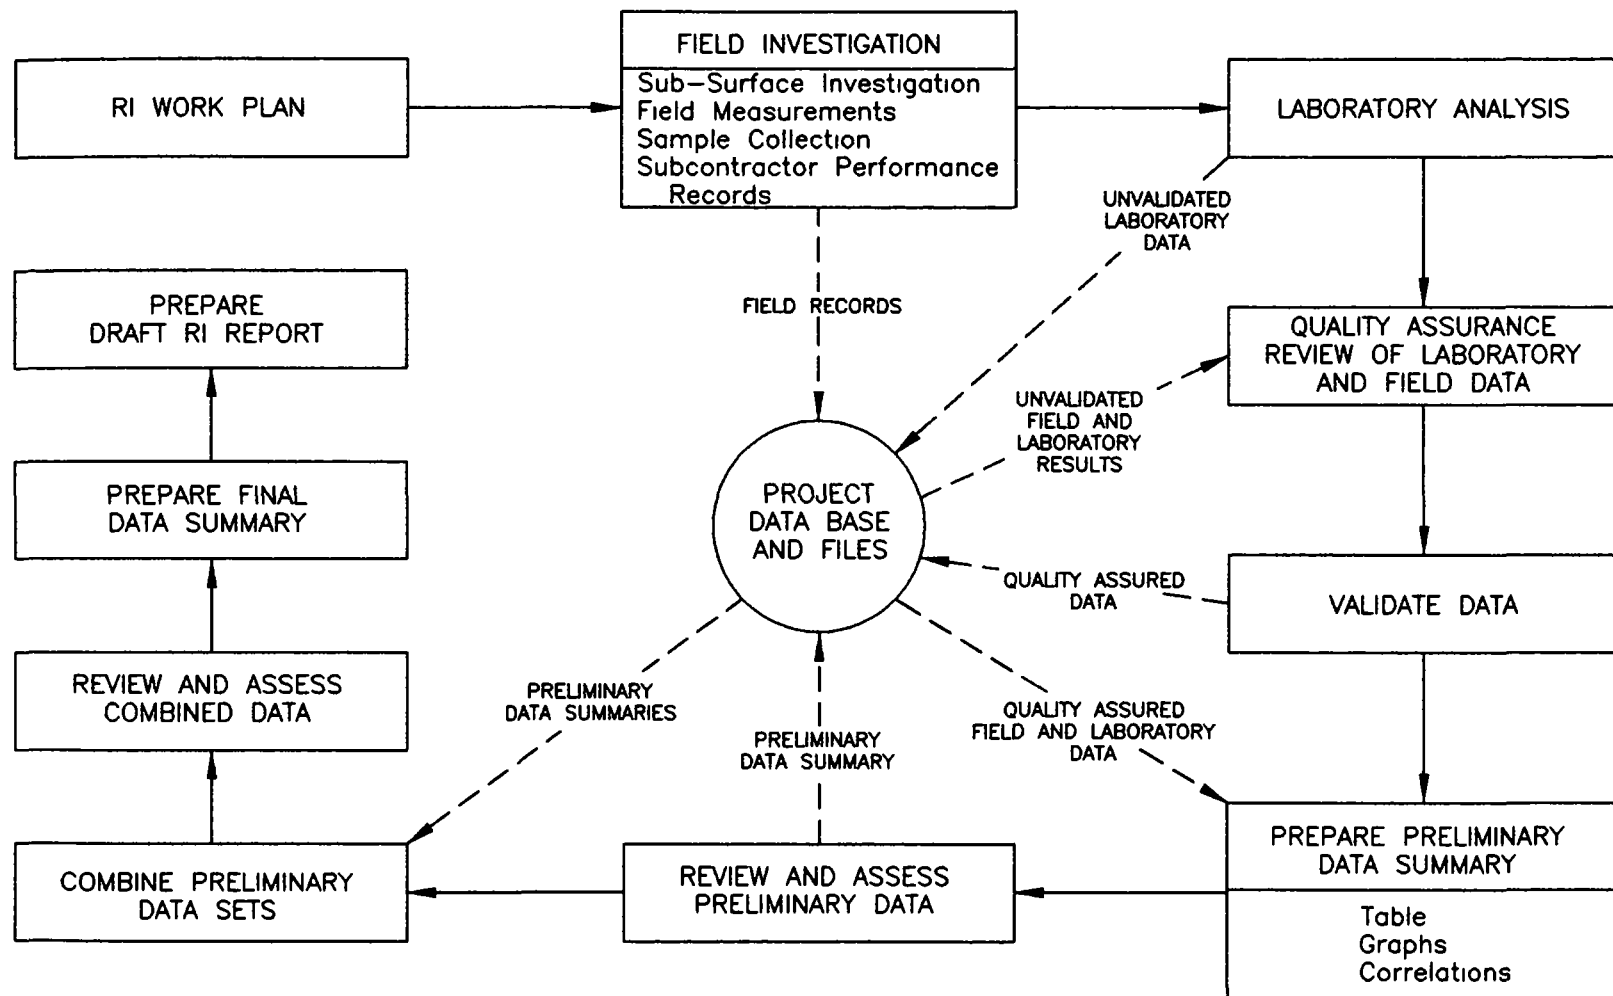 FIELD INVESTIGATION
Sub-Surface Investigation
Field Measurements
Sample Collection
Subcontractor Performance
Records
RI WORK PLAN
LABORATORY ANALYSIS
UNVALIDATED
LABORATORY
DATA
FIELD RECORDS
PREPARE
DRAFT RI REPORT
QUALITY ASSURANCE
REVIEW OF LABORATORY
AND FIELD DATA
UNVALIDATED
FIELD AND
LABORATORY
RESULTS
PREPARE FINAL
DATA SUMMARY
PROJECT
DATA BASE
AND FILES
QUALITY ASSURED
DATA
VALIDATE DATA
REVIEW AND ASSESS
COMBINED DATA
PRELIMINARY
DATA SUMMARIES
PRELIMINARY
DATA SUMMARY
QUALITY ASSURED
FIELD AND LABORATORY
DATA
COMBINE PRELIMINARY
DATA SETS
REVIEW AND ASSESS
PRELIMINARY DATA
PREPARE PRELIMINARY
DATA SUMMARY
Table
Graphs
Correlations